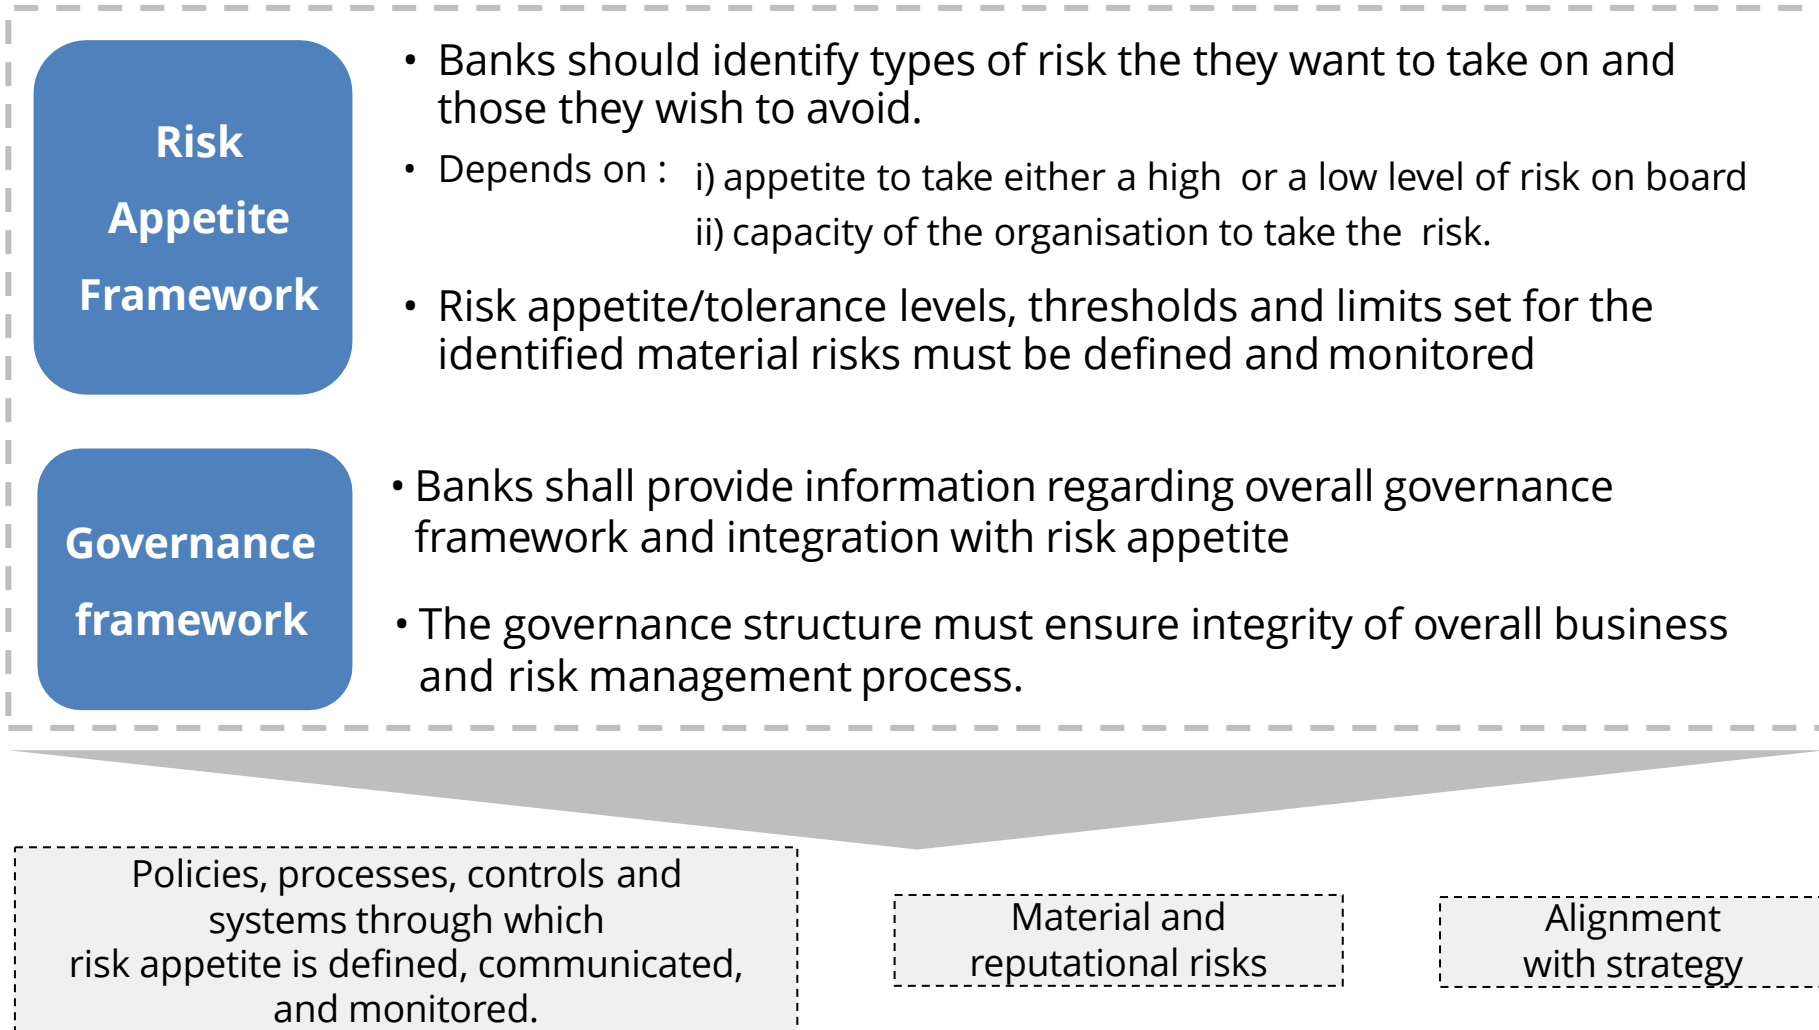 Risk
Appetite
Framework
• Banks should identify types of risk the they want to take on and
those they wish to avoid.
• Depends on :
i) appetite to take either a high or a low level of risk on board
ii) capacity of the organisation to take the risk.
• Risk appetite/tolerance levels, thresholds and limits set for the
identified material risks must be defined and monitored
Governance
framework
• Banks shall provide information regarding overall governance
framework and integration with risk appetite
• The governance structure must ensure integrity of overall business
and risk management process.
Policies, processes, controls and
systems through which
risk appetite is defined, communicated,
and monitored.
Material and
reputational risks
Alignment
with strategy